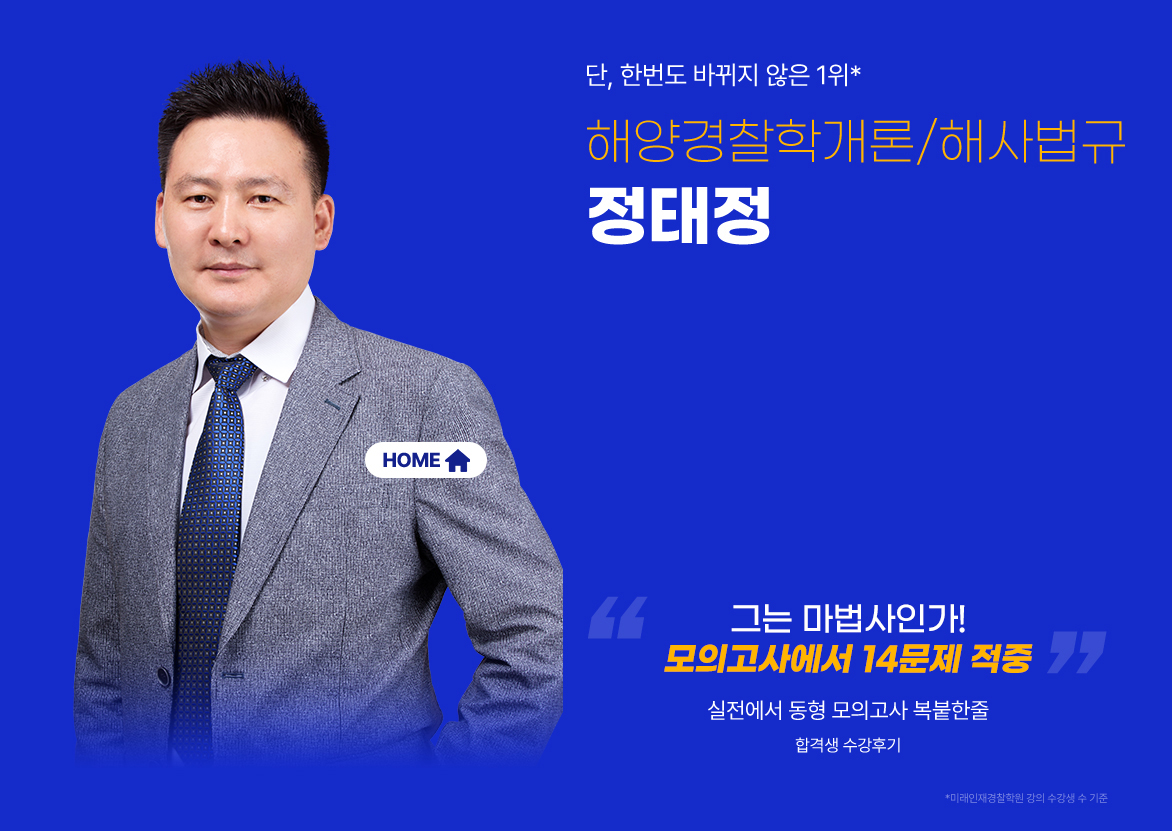 단, 한번도 바뀌지 않은 1위*
해양경찰학개론/해사법규
정태정
HOME
“ 그는 마법사인가!
모의고사에서 14문제 적중 ”
실전에서 동형 모의고사 복붙한줄
합격생 수강후기
*미래인재경찰학원 강의 수강생 수 기준